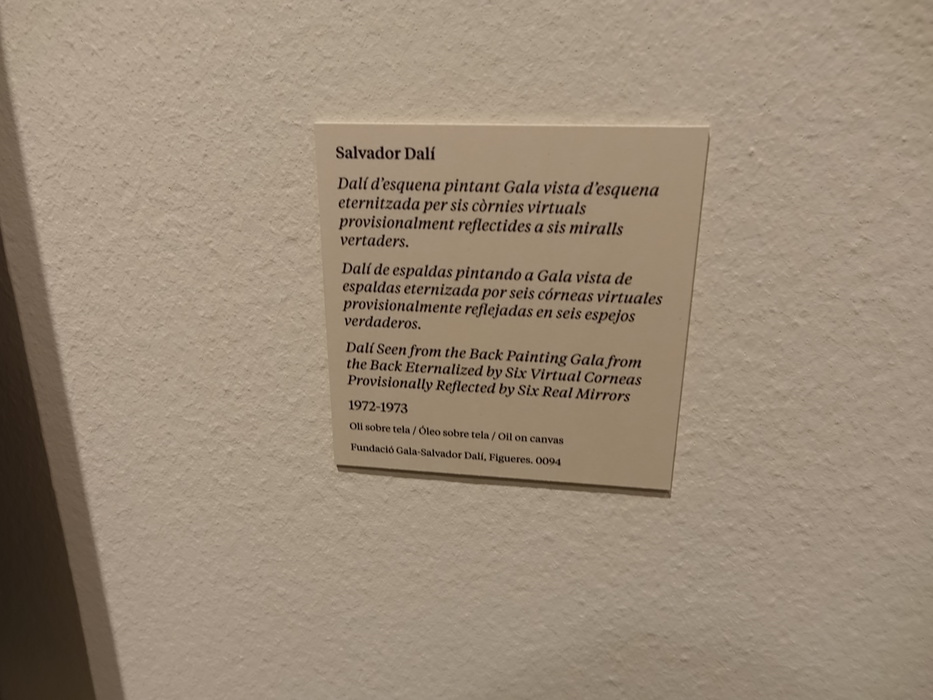 Salvador Dalí
Dalí d'esquena pintant Gala vista d'esquena
eternitzada per sis còrnies virtuals
provisionalment reflectides a sis miralls
vertaders.
Dalí de espaldas pintando a Gala vista de
espaldas eternizada por seis córneas virtuales
provisionalmente reflejadas en seis espejos
verdaderos.
Dalí Seen from the Back Painting Gala from
the Back Eternalized by Six Virtual Corneas
Provisionally Reflected by Six Real Mirrors
1972-1973
Oli sobre tela / Óleo sobre tela / Oil on canvas
Fundació Gala-Salvador Dalí, Figueres. 0094